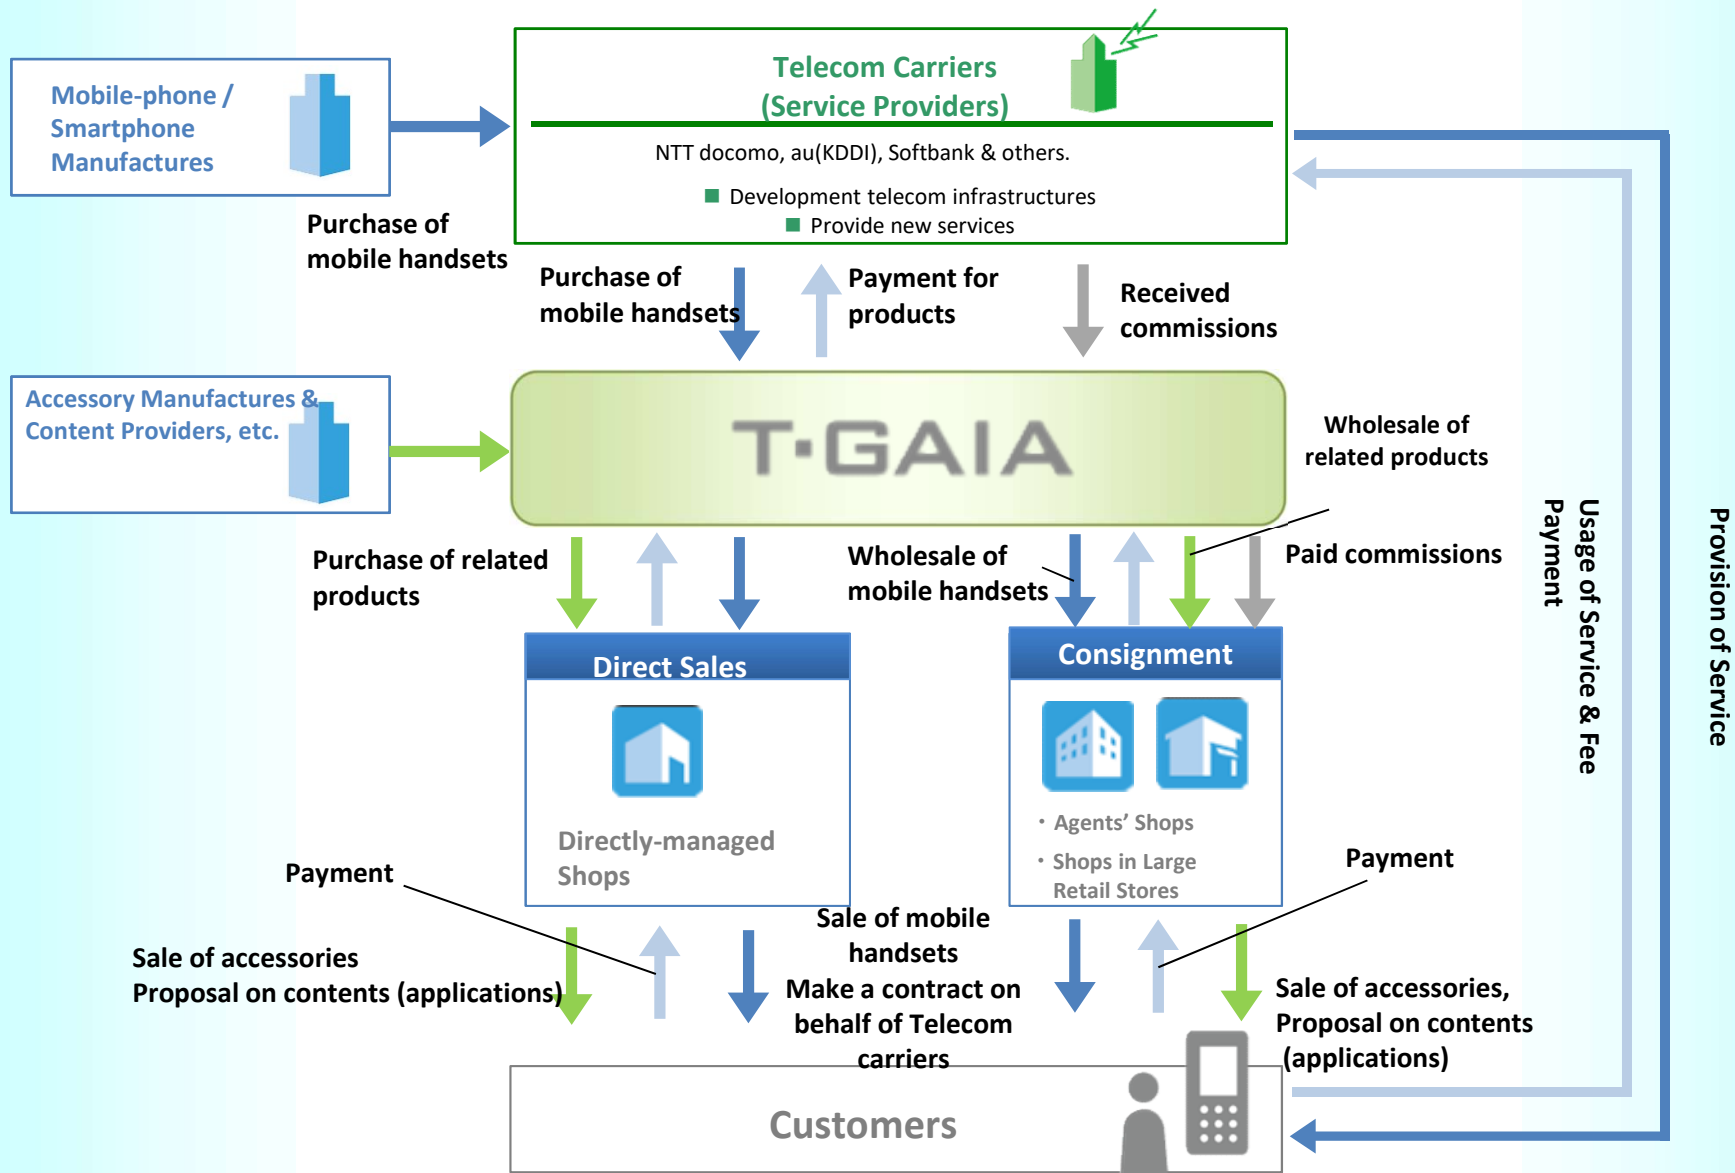 Telecom Carriers
(Service Providers)
Mobile-phone /
Smartphone
Manufactures
NTT docomo, au(KDDI), Softbank & others.
■ Development telecom infrastructures
■ Provide new services
Purchase of
mobile handsets
Purchase of
mobile handsets
Payment for
products
Received
commissions
Accessory Manufactures &
Content Providers, etc.
T·GAIA
Wholesale of
related products
Purchase of related
products
Wholesale of
mobile handsets
Paid commissions
Usage of Service & Fee
Payment
Provision of Service
Direct Sales
Directly-managed
Shops
Consignment
・Agents’ Shops
・Shops in Large
Retail Stores
Payment
Payment
Sale of accessories
Proposal on contents (applications)
Sale of mobile
handsets
Make a contract on
behalf of Telecom
carriers
Sale of accessories,
Proposal on contents
(applications)
Customers